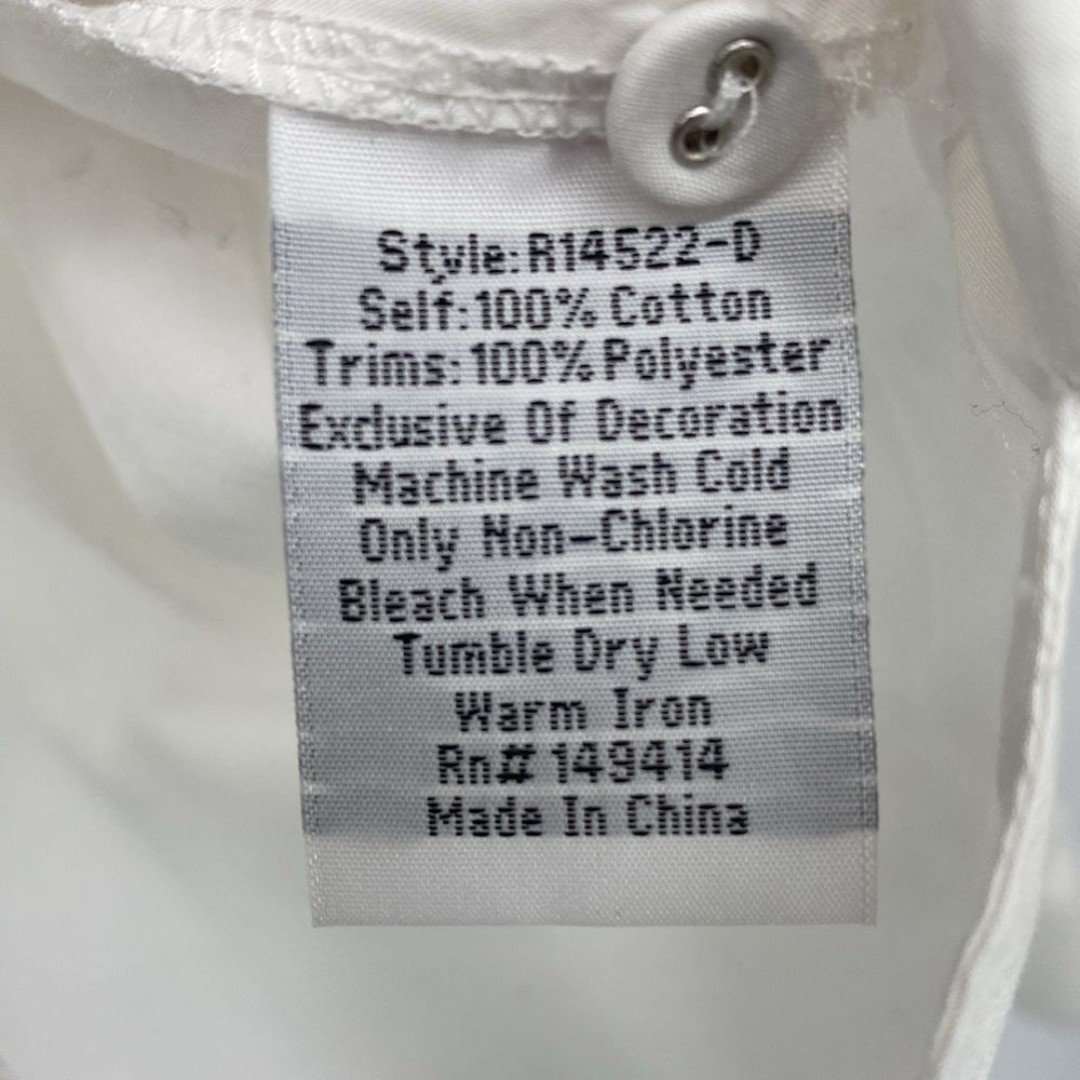 Style:R14522-D
Self:100% Cotton
Trims:100% Polyester
Exclusive Of Decoration
Machine Wash Cold
Only Non-Chlorine
Bleach When Needed
Tumble Dry Low
Warm Iron
Rn# 149414
Made In China